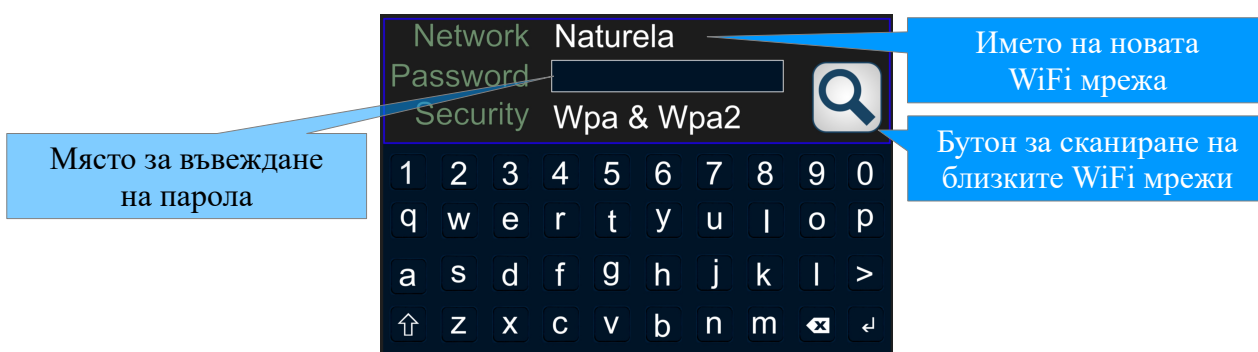 Network Naturela
Password
Security Wpa & Wpa2
Името на новата
WiFi мрежа
Бутон за сканиране на
близките WiFi мрежи
Място за въвеждане
на парола
1 2 3 4 5 6 7 8 9 0
q w e r t y u I o p
a s d f g h j k l >
⇧ z x c v b n m ⌫ ↵